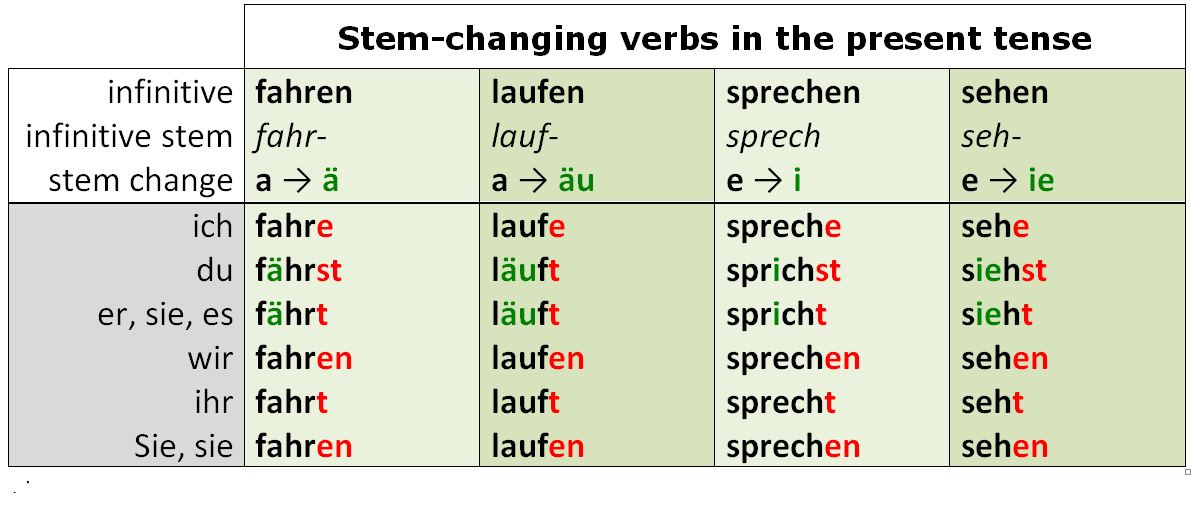 Stem-changing verbs in the present tense
infinitive fahren laufen sprechen sehen
infinitive stem fahr- lauf- sprech seh-
stem change a → ä a → äu e → i e → ie
ich fahre laufe spreche sehe
du fährst läuft sprichst siehst
er, sie, es fährt läuft spricht sieht
wir fahren laufen sprechen sehen
ihr fahrt lauft sprecht seht
Sie, sie fahren laufen sprechen sehen